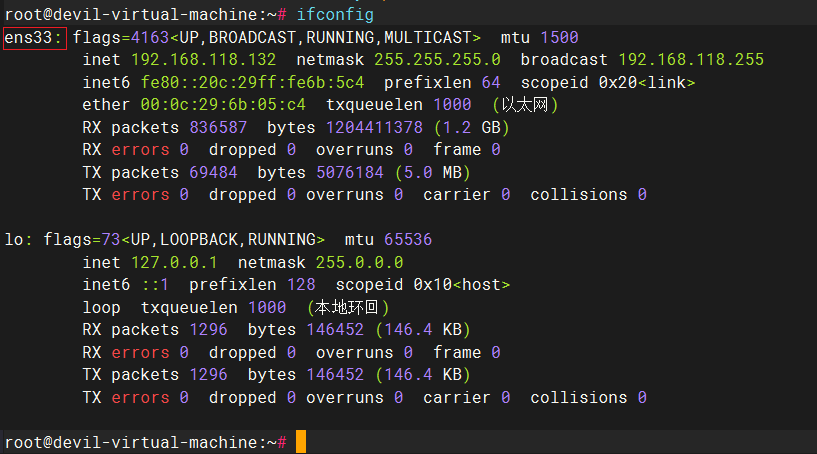 root@devil-virtual-machine:~# ifconfig
ens33: flags=4163<UP,BROADCAST,RUNNING,MULTICAST>  mtu 1500
        inet 192.168.118.132  netmask 255.255.255.0  broadcast 192.168.118.255
        inet6 fe80::20c:29ff:fe6b:5c4  prefixlen 64  scopeid 0x20<link>
        ether 00:0c:29:6b:05:c4  txqueuelen 1000  (以太网)
        RX packets 836587  bytes 1204411378 (1.2 GB)
        RX errors 0  dropped 0  overruns 0  frame 0
        TX packets 69484  bytes 5076184 (5.0 MB)
        TX errors 0  dropped 0 overruns 0  carrier 0  collisions 0

lo: flags=73<UP,LOOPBACK,RUNNING>  mtu 65536
        inet 127.0.0.1  netmask 255.0.0.0
        inet6 ::1  prefixlen 128  scopeid 0x10<host>
        loop  txqueuelen 1000  (本地环回)
        RX packets 1296  bytes 146452 (146.4 KB)
        RX errors 0  dropped 0  overruns 0  frame 0
        TX packets 1296  bytes 146452 (146.4 KB)
        TX errors 0  dropped 0 overruns 0  carrier 0  collisions 0

root@devil-virtual-machine:~#